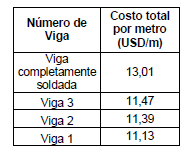 Número de
Viga
Costo total
por metro
(USD/m)
Viga
completamente
soldada
13,01
Viga 3
11,47
Viga 2
11,39
Viga 1
11,13